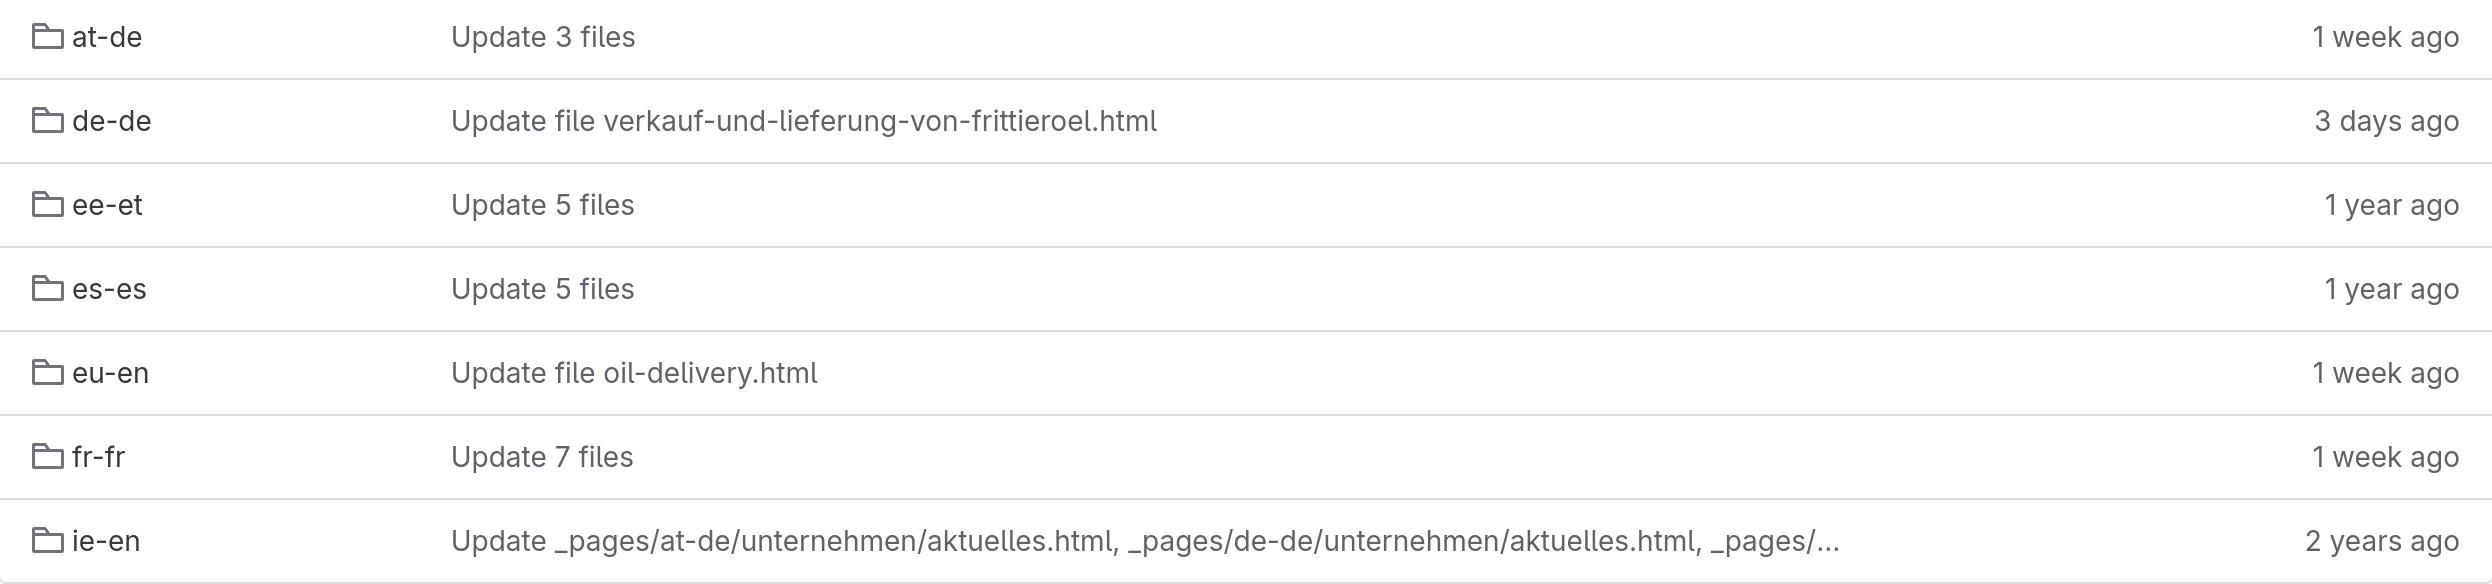 at-de Update 3 files 1 week ago
de-de Update file verkauf-und-lieferung-von-frittieroel.html 3 days ago
ee-et Update 5 files 1 year ago
es-es Update 5 files 1 year ago
eu-en Update file oil-delivery.html 1 week ago
fr-fr Update 7 files 1 week ago
ie-en Update _pages/at-de/unternehmen/aktuelles.html, _pages/de-de/unternehmen/aktuelles.html, _pages/... 2 years ago